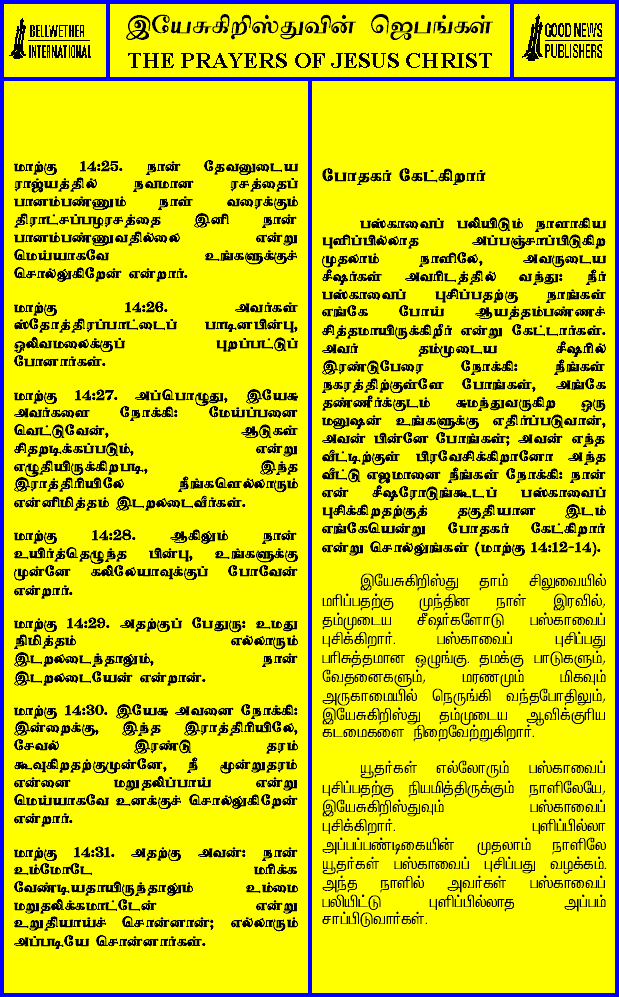 BELLWETHER
INTERNATIONAL
இயேசுகிறிஸ்துவின் ஜெபங்கள்
THE PRAYERS OF JESUS CHRIST
GOOD NEWS
PUBLISHERS
மாற்கு 14:25. நான் தேவனுடைய
ராஜ்யத்தில் நவமான ரசத்தைப்
பானம்பண்ணும் நாள் வரைக்கும்
திராட்சப்பழரசத்தை இனி நான்
பானம்பண்ணுவதில்லை என்று
மெய்யாகவே உங்களுக்குச்
சொல்லுகிறேன் என்றார்.
மாற்கு 14:26. அவர்கள்
ஸ்தோத்திரப்பாட்டைப் பாடினபின்பு,
ஒலிவமலைக்குப் புறப்பட்டுப்
போனார்கள்.
மாற்கு 14:27. அப்பொழுது, இயேசு
அவர்களை நோக்கி: மேய்ப்பனை
வெட்டுவேன், ஆடுகள்
சிதறடிக்கப்படும், என்று
எழுதியிருக்கிறபடி, இந்த
இராத்திரியிலே நீங்களெல்லாரும்
என்னிமித்தம் இடறலடைவீர்கள்.
மாற்கு 14:28. ஆகிலும் நான்
உயிர்த்தெழுந்த பின்பு, உங்களுக்கு
முன்னே கலிலேயாவுக்குப் போவேன்
என்றார்.
மாற்கு 14:29. அதற்குப் பேதுரு: உமது
நிமித்தம் எல்லாரும்
இடறலடைந்தாலும், நான்
இடறலடையேன் என்றான்.
மாற்கு 14:30. இயேசு அவனை நோக்கி:
இன்றைக்கு, இந்த இராத்திரியிலே,
சேவல் இரண்டு தரம்
கூவுகிறதற்குமுன்னே, நீ மூன்றுதரம்
என்னை மறுதலிப்பாய் என்று
மெய்யாகவே உனக்குச் சொல்லுகிறேன்
என்றார்.
மாற்கு 14:31. அதற்கு அவன்: நான்
உம்மோடே மரிக்க
வேண்டியதாயிருந்தாலும் உம்மை
மறுதலிக்கமாட்டேன் என்று
உறுதியாய்ச் சொன்னான்; எல்லாரும்
அப்படியே சொன்னார்கள்.
போதகர் கேட்கிறார்
பஸ்காவைப் பலியிடும் நாளாகிய
புளிப்பில்லாத அப்பஞ்சாப்பிடுகிற
முதலாம் நாளிலே, அவருடைய
சீஷர்கள் அவரிடத்தில் வந்து: நீர்
பஸ்காவைப் புசிப்பதற்கு நாங்கள்
எங்கே போய் ஆயத்தம்பண்ணச்
சித்தமாயிருக்கிறீர் என்று கேட்டார்கள்.
அவர் தம்முடைய சீஷரில்
இரண்டுபேரை நோக்கி: நீங்கள்
நகரத்திற்குள்ளே போங்கள், அங்கே
தண்ணீர்க்குடம் சுமந்துவருகிற ஒரு
மனுஷன் உங்களுக்கு எதிர்ப்படுவான்,
அவன் பின்னே போங்கள்; அவன் எந்த
வீட்டிற்குள் பிரவேசிக்கிறானோ அந்த
வீட்டு எஜமானை நீங்கள் நோக்கி: நான்
என் சீஷரோடுங்கூடப் பஸ்காவைப்
புசிக்கிறதற்குத் தகுதியான இடம்
எங்கேயென்று போதகர் கேட்கிறார்
என்று சொல்லுங்கள் (மாற்கு 14:12-14).
இயேசுகிறிஸ்து தாம் சிலுவையில்
மரிப்பதற்கு முந்தின நாள் இரவில்,
தம்முடைய சீஷர்களோடு பஸ்காவைப்
புசிக்கிறார். பஸ்காவைப் புசிப்பது
பரிசுத்தமான ஒழுங்கு. தமக்கு பாடுகளும்,
வேதனைகளும், மரணமும் மிகவும்
அருகாமையில் நெருங்கி வந்தபோதிலும்,
இயேசுகிறிஸ்து தம்முடைய ஆவிக்குரிய
கடமைகளை நிறைவேற்றுகிறார்.
யூதர்கள் எல்லோரும் பஸ்காவைப்
புசிப்பதற்கு நியமித்திருக்கும் நாளிலேயே,
இயேசுகிறிஸ்துவும் பஸ்காவைப்
புசிக்கிறார். புளிப்பில்லா
அப்பப்பண்டிகையின் முதலாம் நாளிலே
யூதர்கள் பஸ்காவைப் புசிப்பது வழக்கம்.
அந்த நாளில் அவர்கள் பஸ்காவைப்
பலியிட்டு புளிப்பில்லாத அப்பம்
சாப்பிடுவார்கள்.